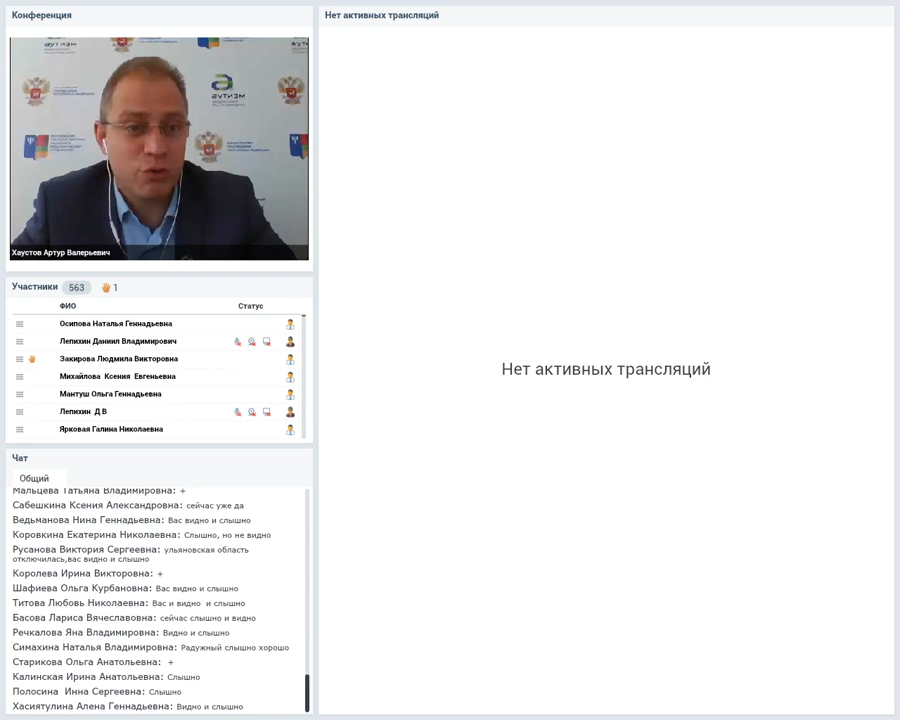 Конференция
Нет активных трансляций
аутизм
аутизм
Хаустов Артур Валерьевич
Участники 563 1
ФИО Статус
Осипова Наталья Геннадьевна
Лепихин Даниил Владимирович
Закирова Людмила Викторовна
Михайлова Ксения Евгеньевна
Мантуш Ольга Геннадьевна
Лепихин Д В
Ярковая Галина Николаевна
Чат
Общий
Мальцева Татьяна Владимировна: +
Сабешкина Ксения Александровна: сейчас уже да
Ведьманова Нина Геннадьевна: Вас видно и слышно
Коровкина Екатерина Николаевна: Слышно, но не видно
Русанова Виктория Сергеевна: ульяновская область
отключилась,вас видно и слышно
Королева Ирина Викторовна: +
Шафиева Ольга Курбановна: Вас видно и слышно
Титова Любовь Николаевна: Вас и видно и слышно
Басова Лариса Вячеславовна: сейчас слышно и видно
Речкалова Яна Владимировна: Видно и слышно
Симахина Наталья Владимировна: Радужный слышно хорошо
Старикова Ольга Анатольевна: +
Калинская Ирина Анатольевна: Слышно
Полосина Инна Сергеевна: Слышно
Хасиятулина Алена Геннадьевна: Видно и слышно
Нет активных трансляций